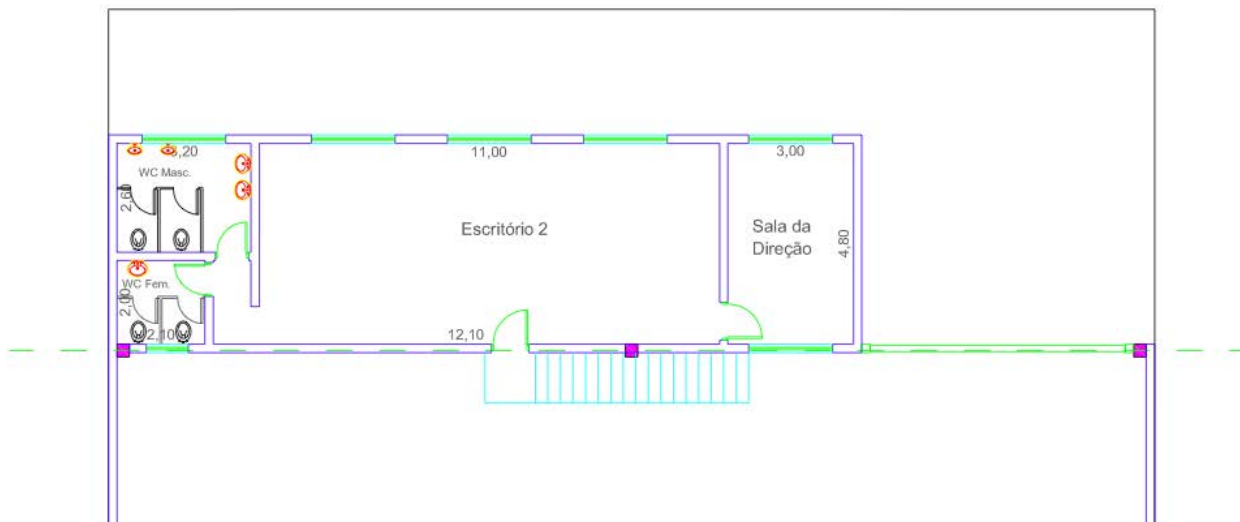 3,20
11,00
3,00
WC Masc.
2,60
Escritório 2
Sala da
Direção
4,80
WC Fem.
2,00
2,10
12,10